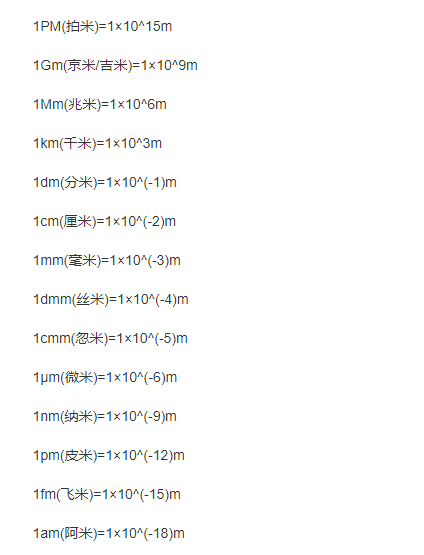 1PM(拍米)=1×10^15m
1Gm(京米/吉米)=1×10^9m
1Mm(兆米)=1×10^6m
1km(千米)=1×10^3m
1dm(分米)=1×10^(-1)m
1cm(厘米)=1×10^(-2)m
1mm(毫米)=1×10^(-3)m
1dmm(丝米)=1×10^(-4)m
1cmm(忽米)=1×10^(-5)m
1μm(微米)=1×10^(-6)m
1nm(纳米)=1×10^(-9)m
1pm(皮米)=1×10^(-12)m
1fm(飞米)=1×10^(-15)m
1am(阿米)=1×10^(-18)m